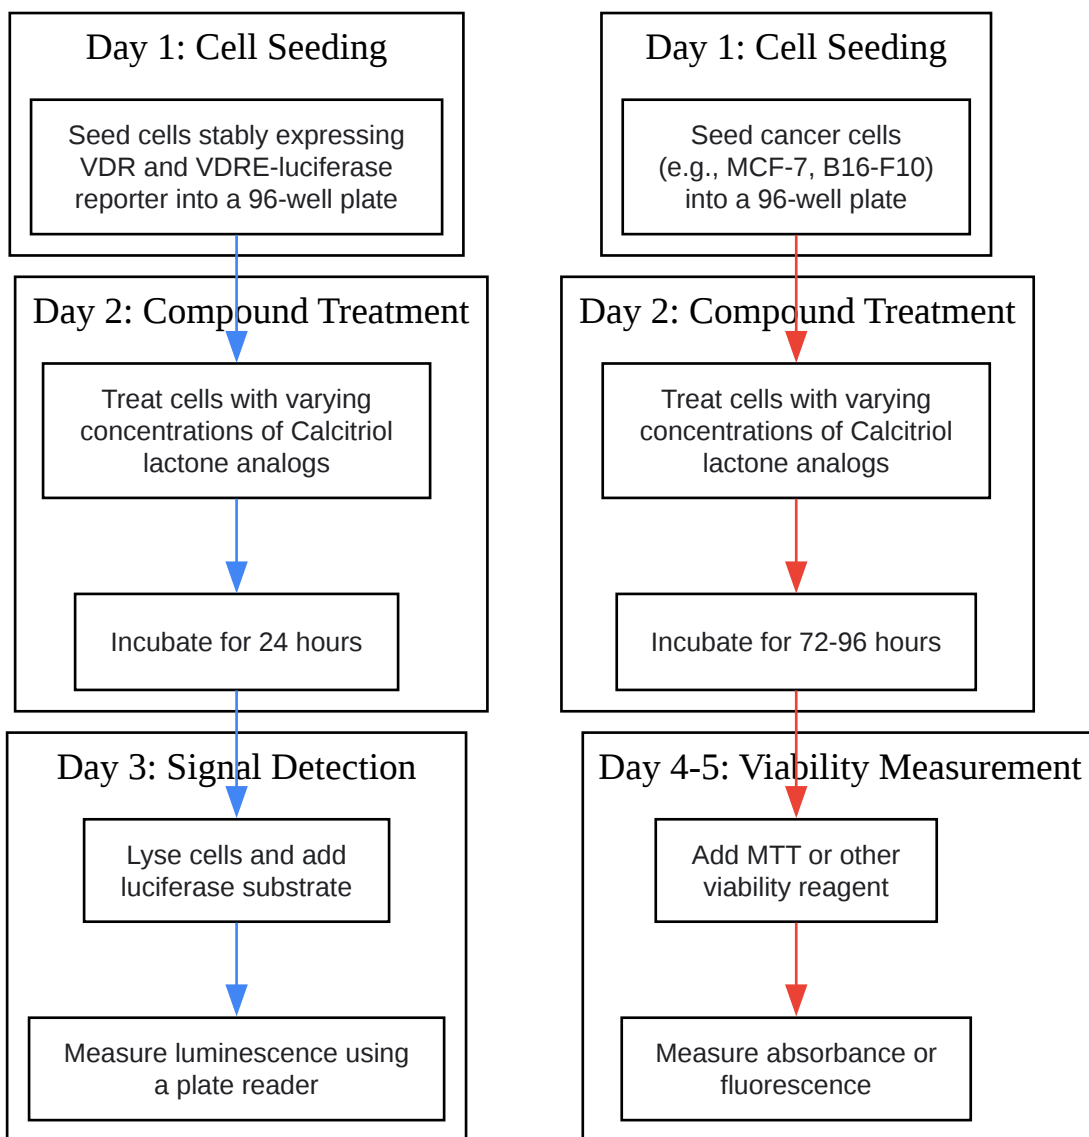 Day 1: Cell Seeding
Seed cells stably expressing
VDR and VDRE-luciferase
reporter into a 96-well plate
Day 2: Compound Treatment
Treat cells with varying
concentrations of Calcitriol
lactone analogs
Incubate for 24 hours
Day 3: Signal Detection
Lyse cells and add
luciferase substrate
Measure luminescence using
a plate reader
Day 1: Cell Seeding
Seed cancer cells
(e.g., MCF-7, B16-F10)
into a 96-well plate
Day 2: Compound Treatment
Treat cells with varying
concentrations of Calcitriol
lactone analogs
Incubate for 72-96 hours
Day 4-5: Viability Measurement
Add MTT or other
viability reagent
Measure absorbance or
fluorescence